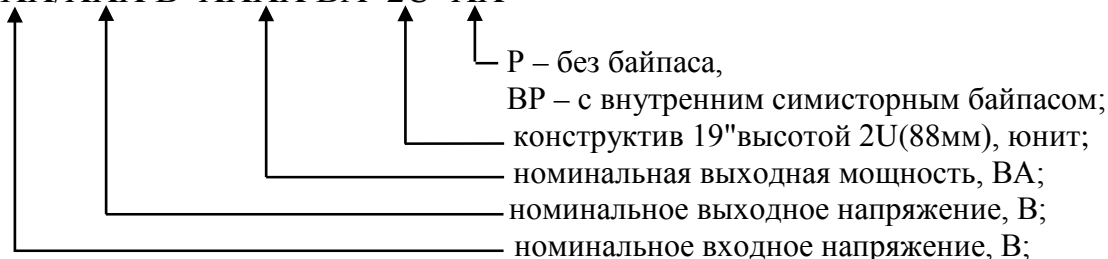 P – без байпаса,
BP – с внутренним симисторным байпасом;
конструктив 19"высотой 2U(88мм), юнит;
номинальная выходная мощность, ВА;
номинальное выходное напряжение, В;
номинальное входное напряжение, В;